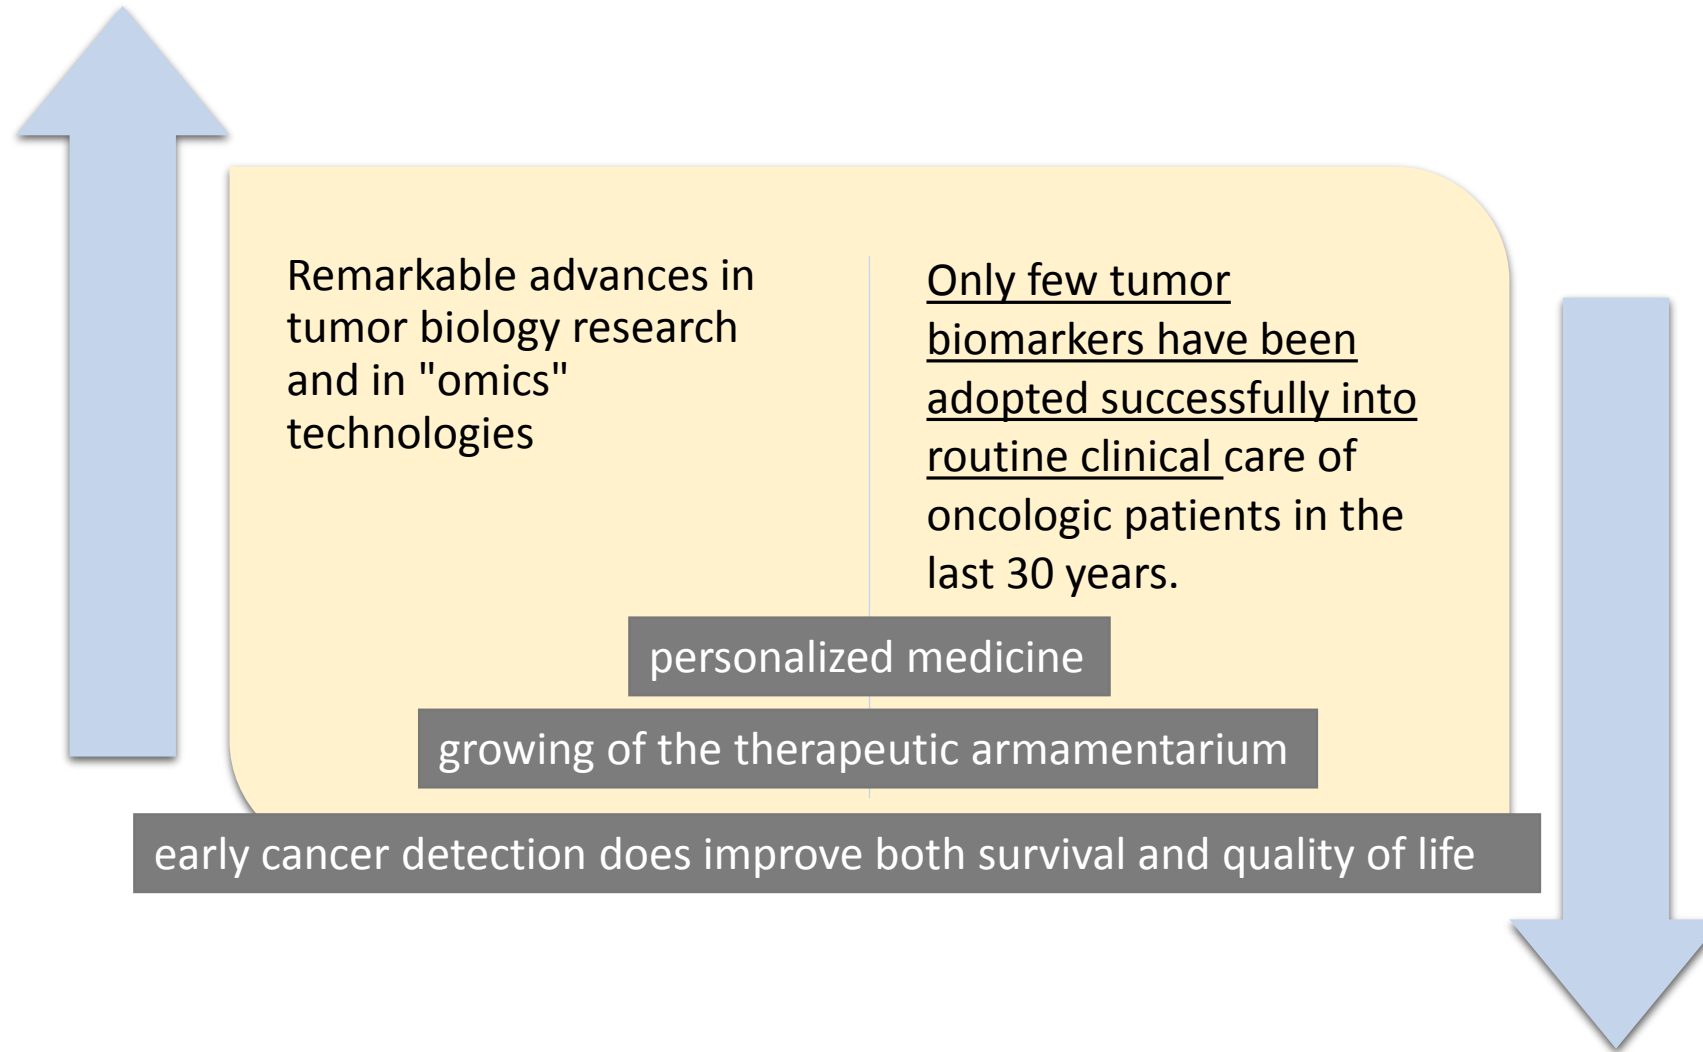 Remarkable advances in
tumor biology research
and in "omics"
technologies
Only few tumor
biomarkers have been
adopted successfully into
routine clinical care of
oncologic patients in the
last 30 years.
personalized medicine
growing of the therapeutic armamentarium
early cancer detection does improve both survival and quality of life